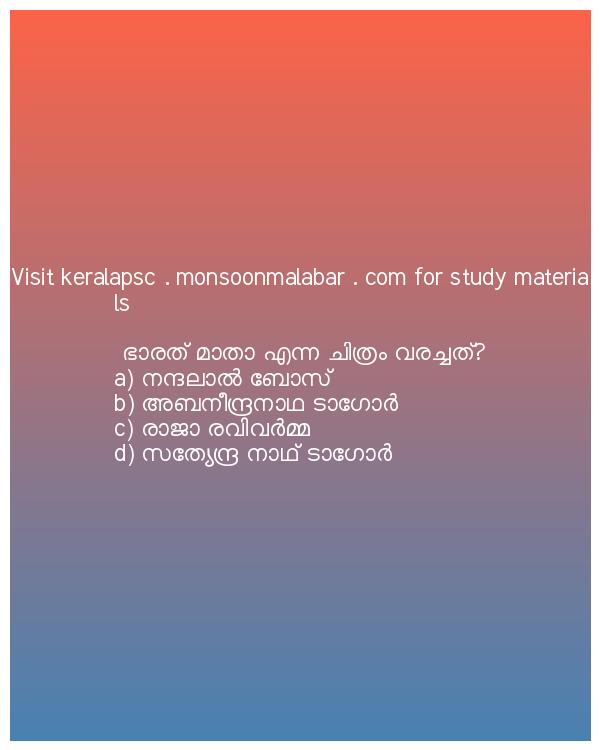 Visit keralapsc . monsoonmalabar . com for study materia
ls
ഭാരത് മാതാ എന്ന ചിത്രം വരച്ചത്?
a) നന്ദലാൽ ബോസ്
b) അബനീന്ദ്രനാഥ ടാഗോർ
c) രാജാ രവിവർമ്മ
d) സത്യേന്ദ്ര നാഥ് ടാഗോർ